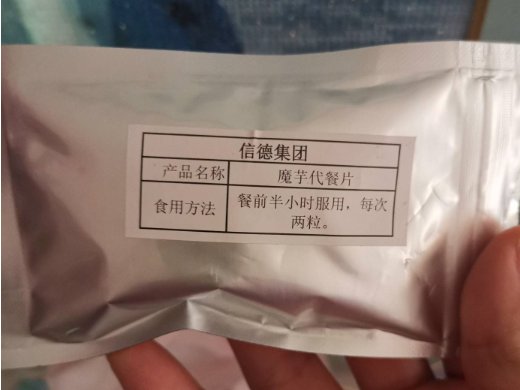 信德集团
产品名称 魔芋代餐片
食用方法 餐前半小时服用，每次
两粒。